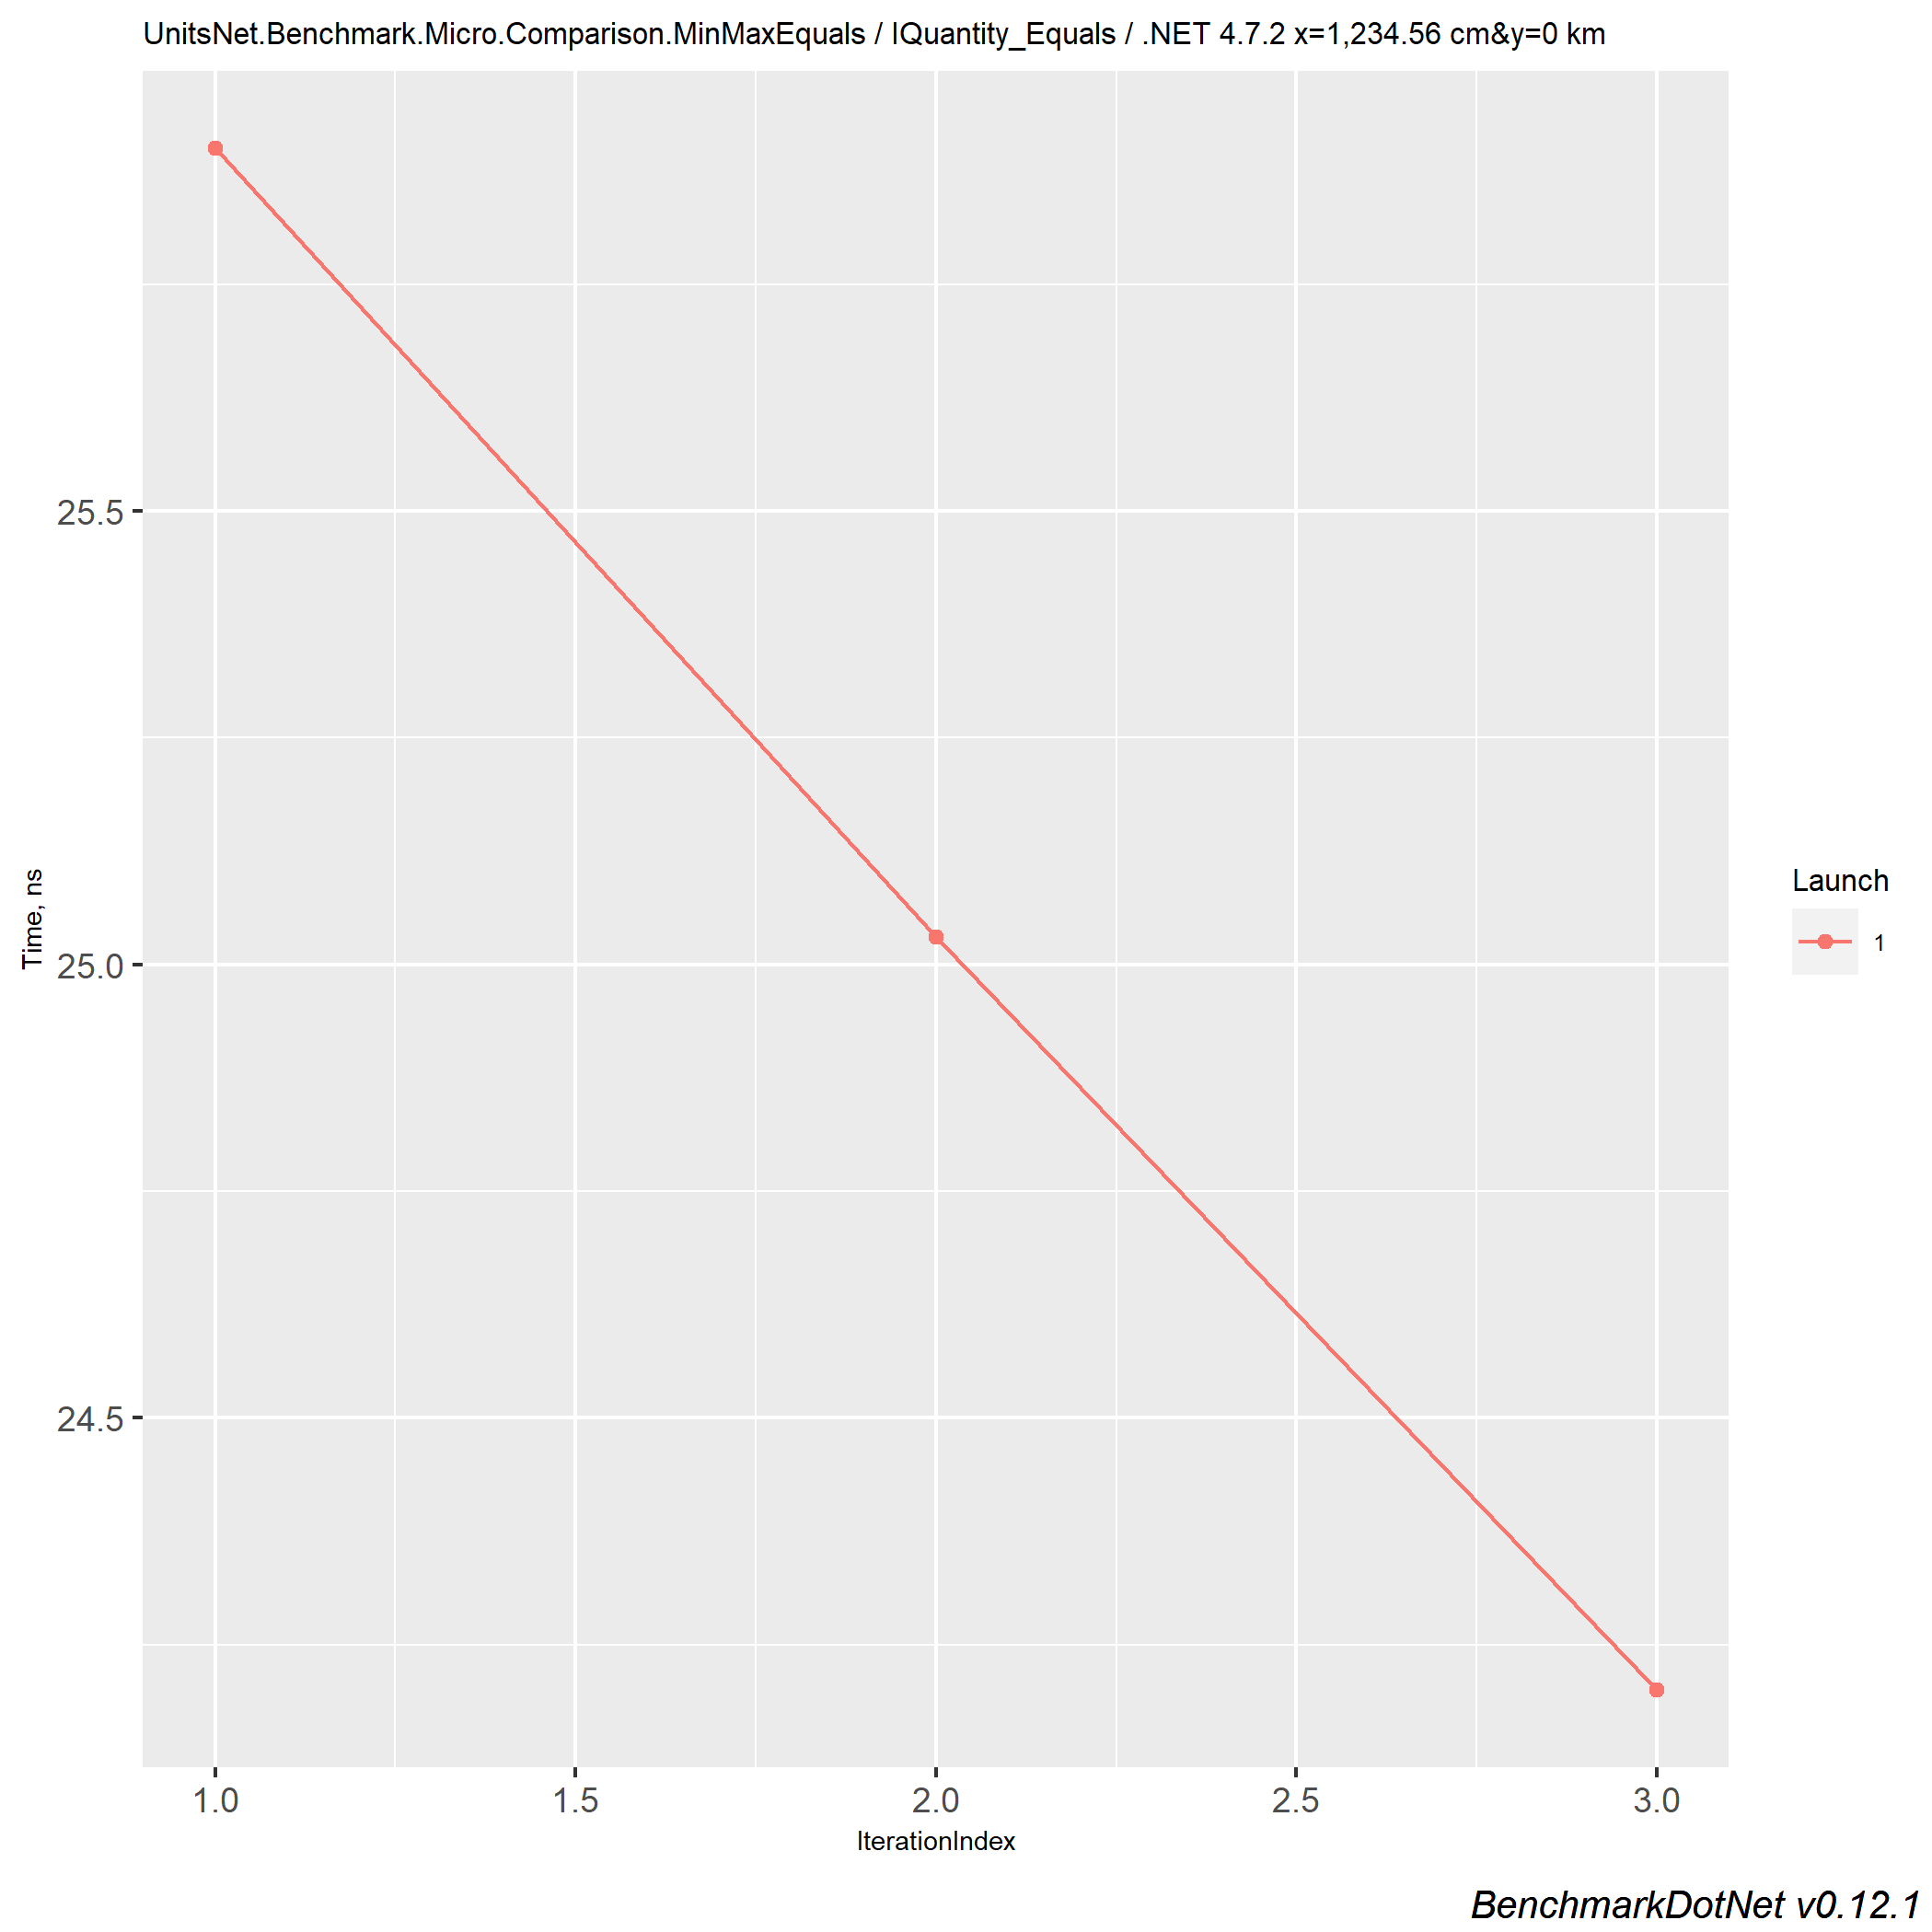 UnitsNet.Benchmark.Micro.Comparison.MinMaxEquals / IQuantity_Equals / .NET 4.7.2 x=1,234.56 cm&y=0 km
25.5
25.0
24.5
Time, ns
1.0 1.5 2.0 2.5 3.0
IterationIndex
Launch
1
BenchmarkDotNet v0.12.1